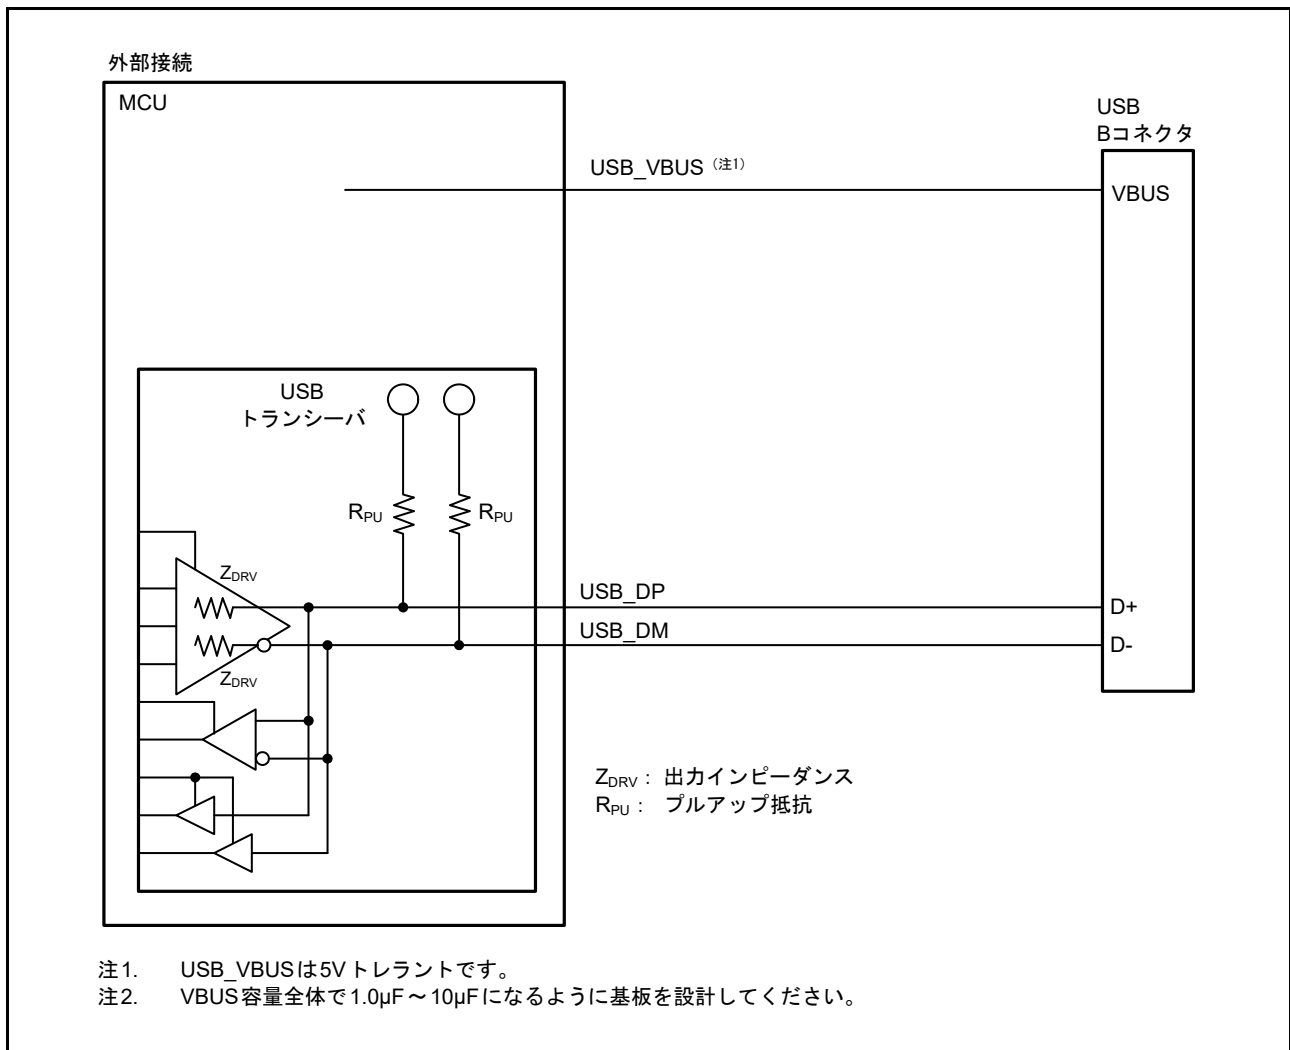 外部接続
MCU
USB
Bコネクタ
USB_VBUS (注1)
VBUS
USB
トランシーバ
RPU
RPU
ZDRV
USB_DP
D+
USB_DM
D-
ZDRV
ZDRV： 出力インピーダンス
RPU： プルアップ抵抗
注1. USB_VBUSは5Vトレラントです。
注2. VBUS容量全体で1.0μF～10μFになるように基板を設計してください。